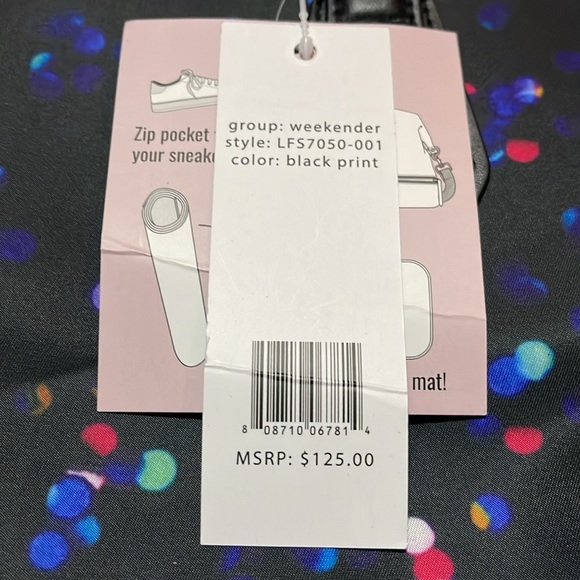 Zip pocket
your
group: weekender
style: LFS7050-001
color: black print
mat!
8 08710 06781 4
MSRP: $125.00